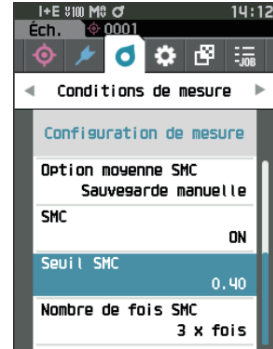 I+E 100 M0 14:12
Éch. 0001
JOB
Conditions de mesure
Configuration de mesure
Option moyenne SMC
Sauvegarde manuelle
SMC
ON
Seuil SMC
0.40
Nombre de fois SMC
3 x fois